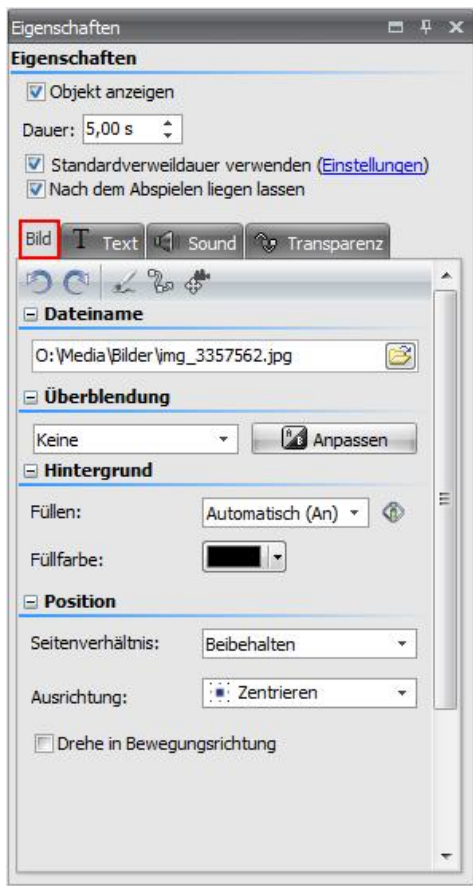 Eigenschaften
Eigenschaften
Objekt anzeigen
Dauer: 5,00 s
Standardverweildauer verwenden (Einstellungen)
Nach dem Abspielen liegen lassen
Bild T Text Sound Transparenz
Dateiname
O:\Media\Bilder\img_3357562.jpg
Überblendung
Keine Anpassen
Hintergrund
Füllen: Automatisch (An)
Füllfarbe:
Position
Seitenverhältnis: Beibehalten
Ausrichtung: Zentrieren
Drehe in Bewegungsrichtung